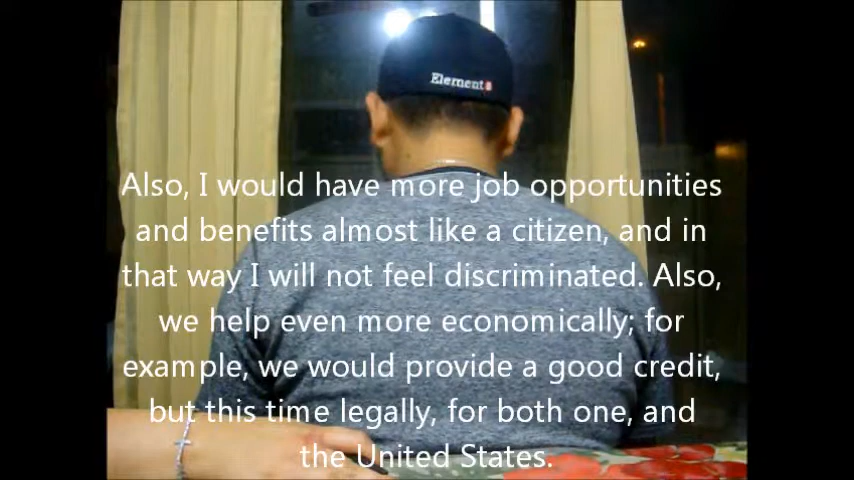 Element
Also, I would have more job opportunities
and benefits almost like a citizen, and in
that way I will not feel discriminated. Also,
we help even more economically; for
example, we would provide a good credit,
but this time legally, for both one, and
the United States.